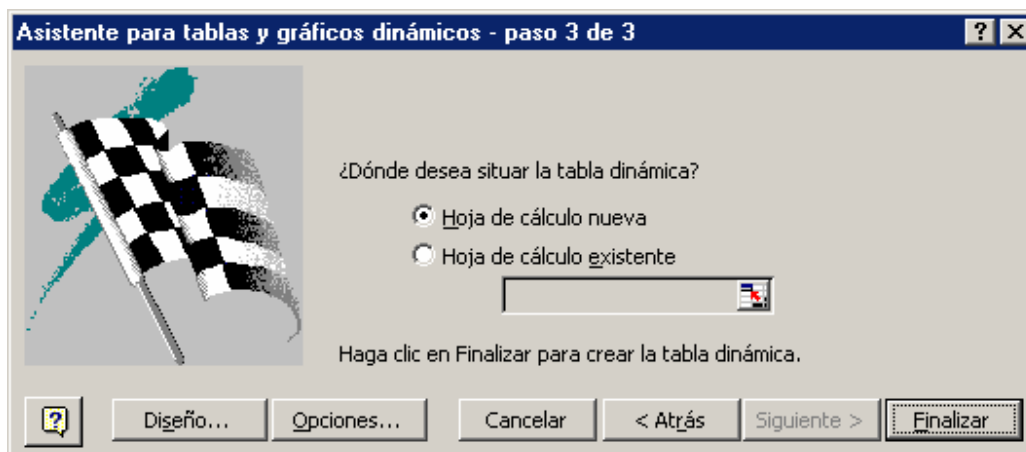 Asistente para tablas y gráficos dinámicos - paso 3 de 3
¿Dónde desea situar la tabla dinámica?
Hoja de cálculo nueva
Hoja de cálculo existente
Haga clic en Finalizar para crear la tabla dinámica.
Diseño... Opciones... Cancelar < Atrás Siguiente > Finalizar